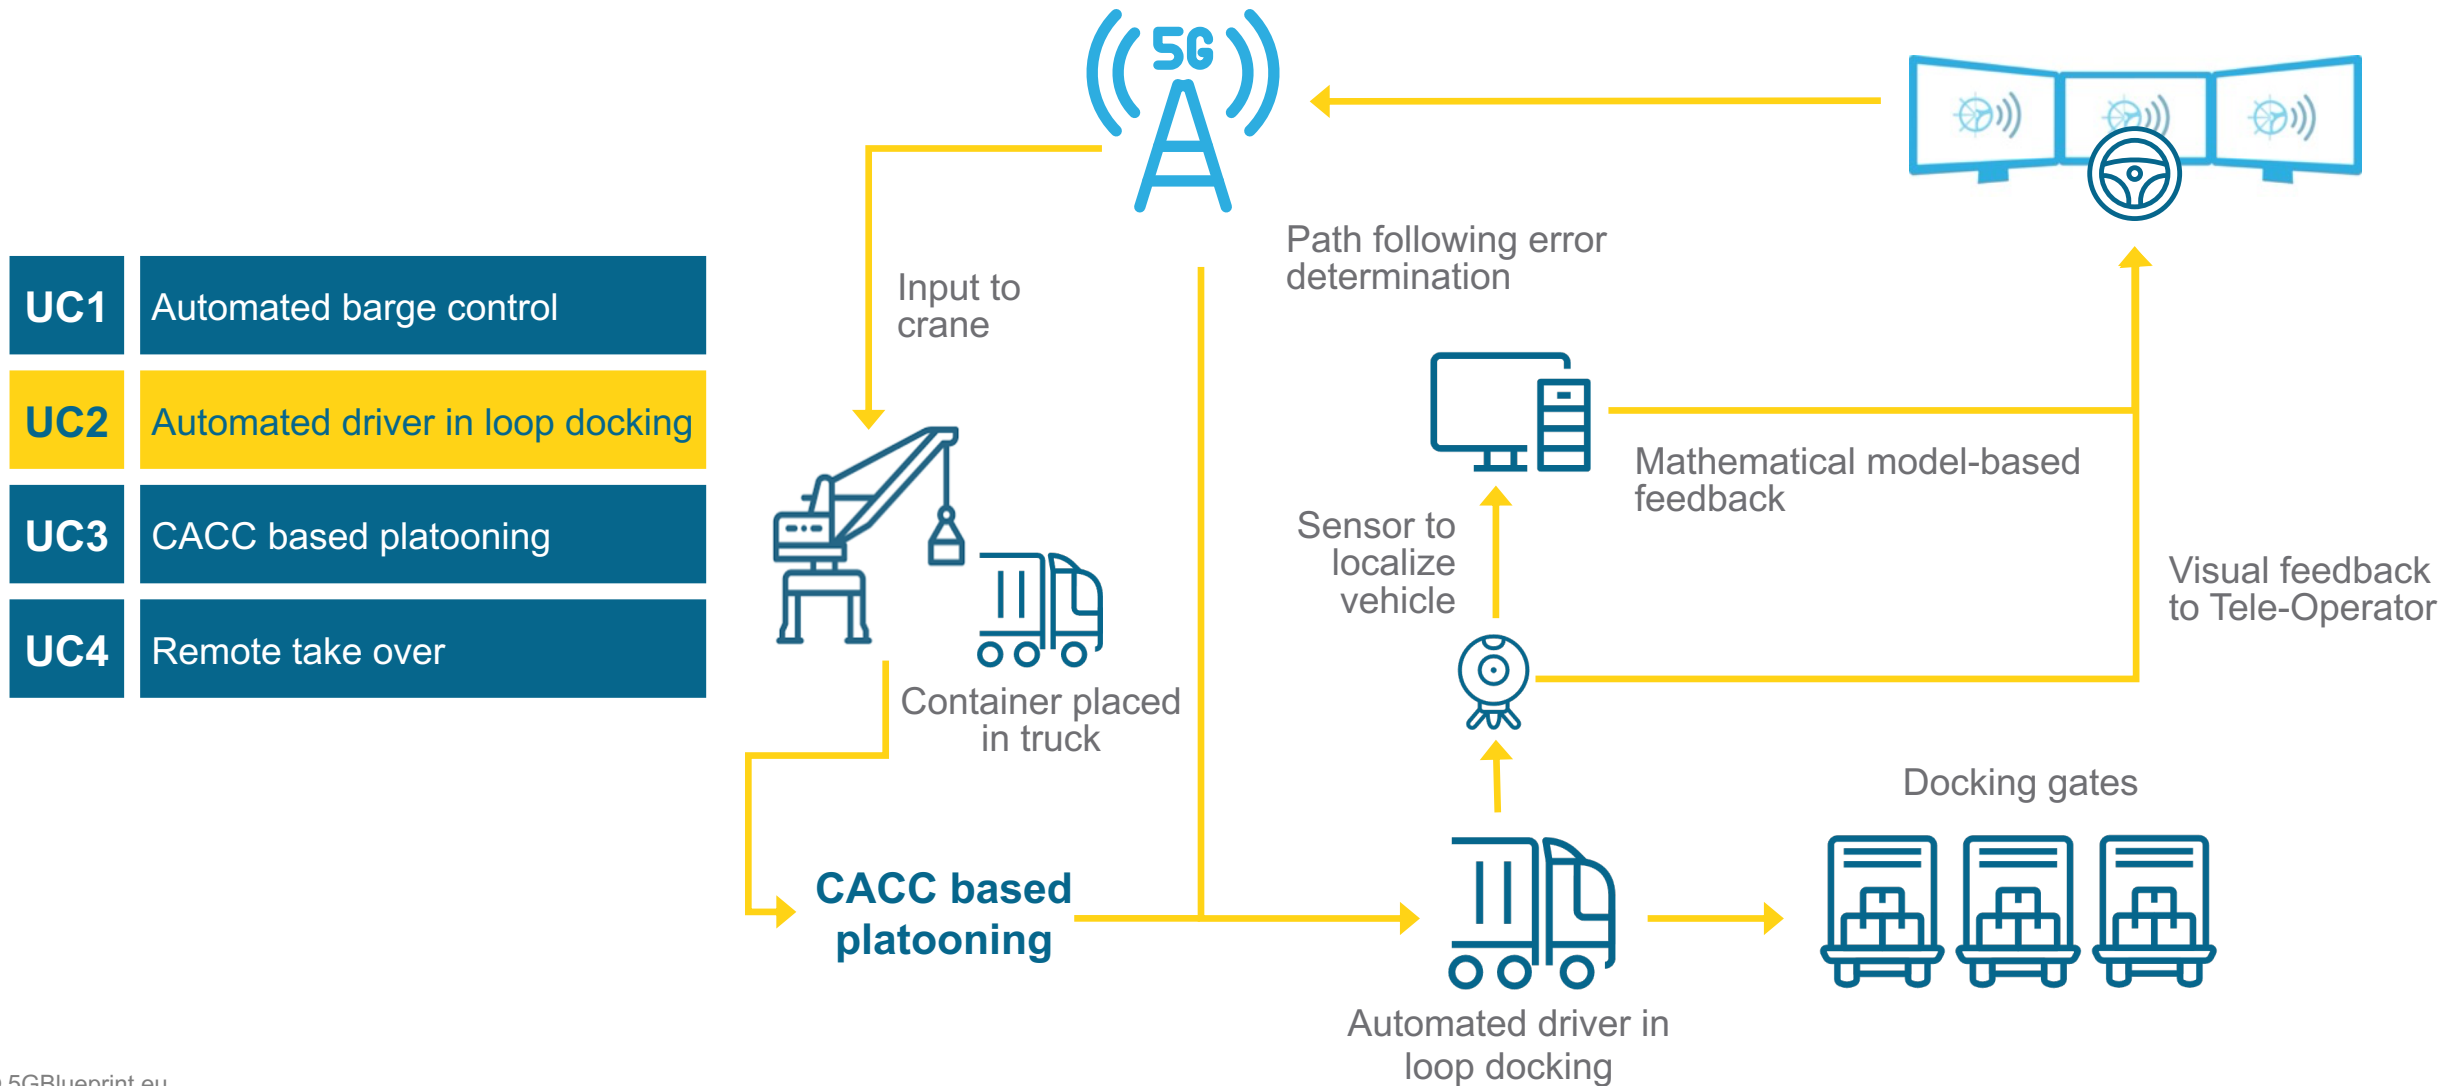 5G
Path following error
determination
Input to
crane
UC1 Automated barge control
UC2 Automated driver in loop docking
UC3 CACC based platooning
UC4 Remote take over
Mathematical model-based
feedback
Sensor to
localize
vehicle
Visual feedback
to Tele-Operator
Container placed
in truck
Docking gates
CACC based
platooning
Automated driver in
loop docking
5GBlueprint.eu